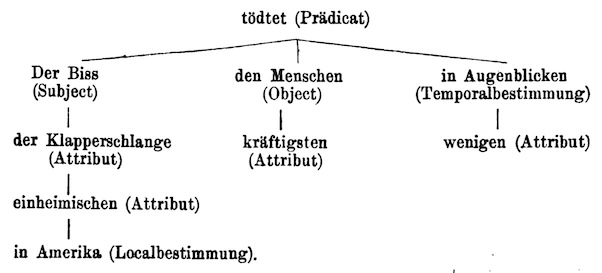 tödtet (Prädicat)
Der Biss den Menschen in Augenblicken
(Subject) (Object) (Temporalbestimmung)
der Klapperschlange kräftigsten wenigen (Attribut)
(Attribut) (Attribut)
einheimischen (Attribut)
in Amerika (Localbestimmung).